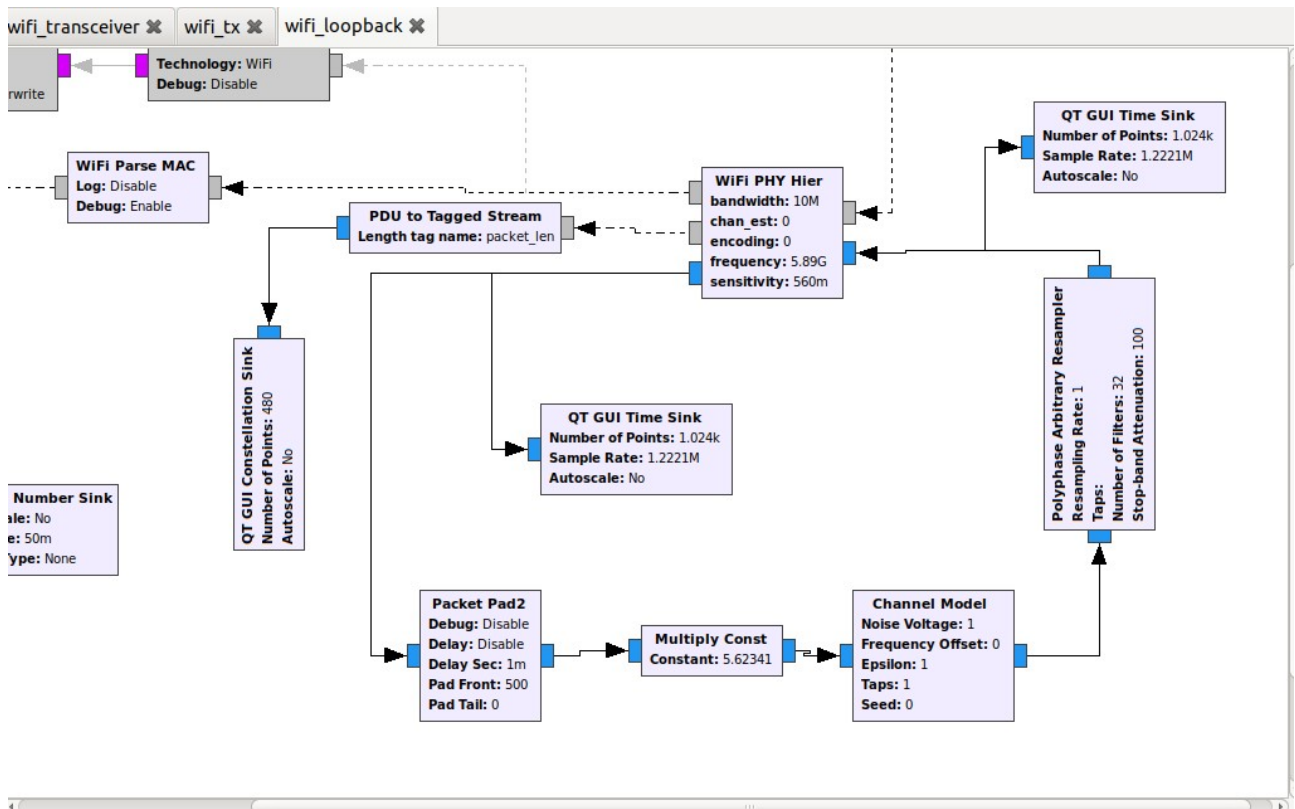 wifi_transceiver
wifi_tx
wifi_loopback
rwrite
Technology: WiFi
Debug: Disable
WiFi Parse MAC
Log: Disable
Debug: Enable
PDU to Tagged Stream
Length tag name: packet_len
WiFi PHY Hier
bandwidth: 10M
chan_est: 0
encoding: 0
frequency: 5.89G
sensitivity: 560m
QT GUI Time Sink
Number of Points: 1.024k
Sample Rate: 1.2221M
Autoscale: No
Polyphase Arbitrary Resampler
Resampling Rate: 1
Taps:
Number of Filters: 32
Stop-band Attenuation: 100
QT GUI Constellation Sink
Number of Points: 480
Autoscale: No
QT GUI Time Sink
Number of Points: 1.024k
Sample Rate: 1.2221M
Autoscale: No
Number Sink
ale: No
e: 50m
Type: None
Packet Pad2
Debug: Disable
Delay: Disable
Delay Sec: 1m
Pad Front: 500
Pad Tail: 0
Multiply Const
Constant: 5.62341
Channel Model
Noise Voltage: 1
Frequency Offset: 0
Epsilon: 1
Taps: 1
Seed: 0